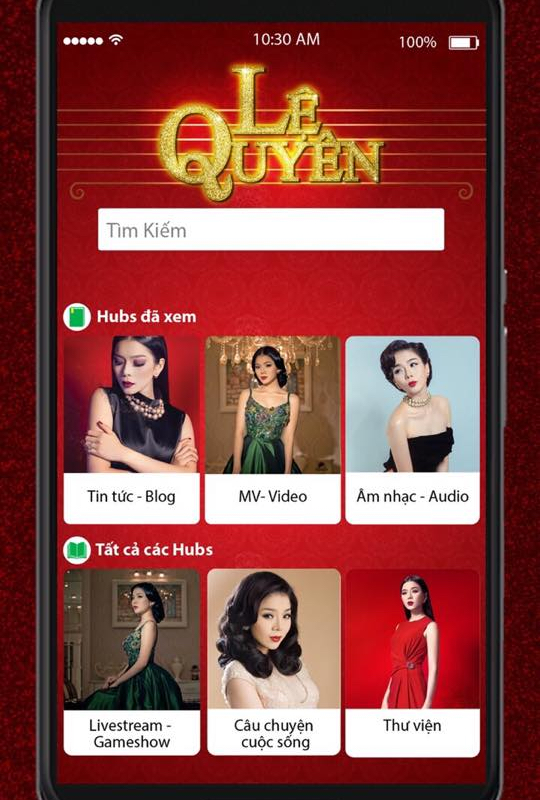 10:30 AM
100%
LỆ
QUYÊN
Tìm Kiếm
Hubs đã xem
Tin tức - Blog
MV- Video
Âm nhạc - Audio
Tất cả các Hubs
Livestream -
Gameshow
Câu chuyện
cuộc sống
Thư viện